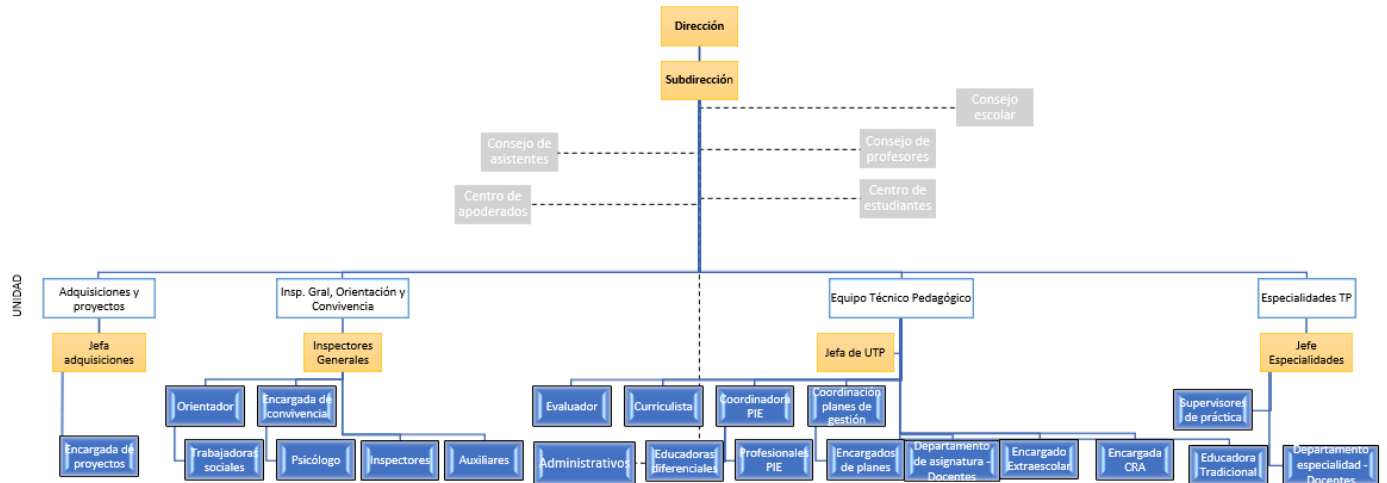 Dirección
Subdirección
Consejo
escolar
Consejo de
asistentes
Consejo de
profesores
Centro de
apoderados
Centro de
estudiantes
UNIDAD
Adquisiciones y
proyectos
Insp. Gral, Orientación y
Convivencia
Equipo Técnico Pedagógico
Especialidades TP
Jefa
adquisiciones
Inspectores
Generales
Jefa de UTP
Jefe
Especialidades
Orientador
Encargada de
convivencia
Evaluador
Curriculista
Coordinadora
PIE
Coordinación
planes de
gestión
Supervisores
de práctica
Encargada de
proyectos
Trabajadoras
sociales
Psicólogo
Inspectores
Auxiliares
Administrativos
Educadoras
diferenciales
Profesionales
PIE
Encargados
de planes
Departamento
de asignatura -
Docentes
Encargado
Extraescolar
Encargada
CRA
Educadora
Tradicional
Departamento
especialidad -
Docentes